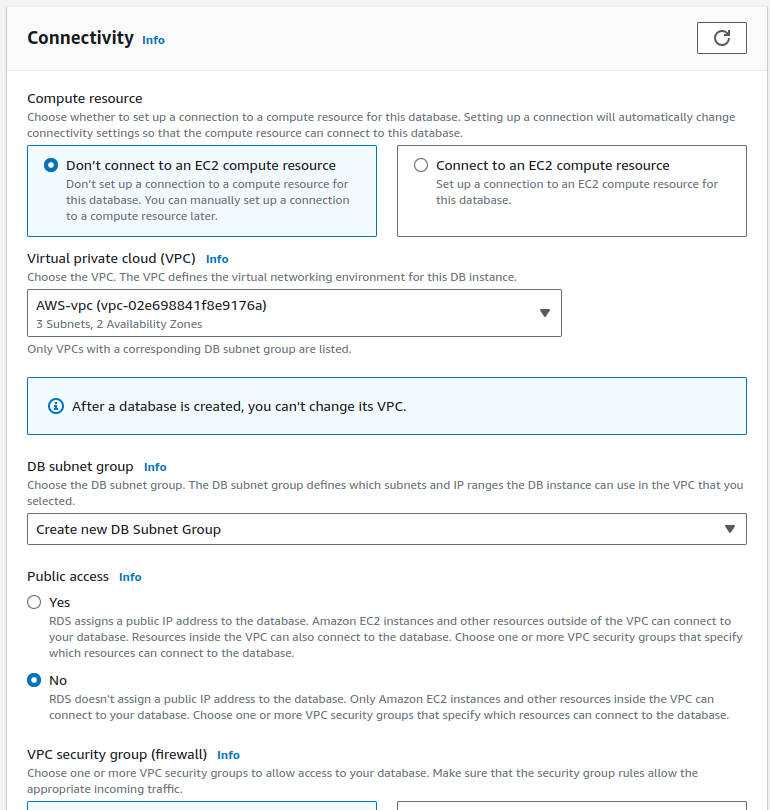 Connectivity Info
Compute resource
Choose whether to set up a connection to a compute resource for this database. Setting up a connection will automatically change
connectivity settings so that the compute resource can connect to this database.
Don’t connect to an EC2 compute resource
Don’t set up a connection to a compute resource for
this database. You can manually set up a connection
to a compute resource later.
Connect to an EC2 compute resource
Set up a connection to an EC2 compute resource for
this database.
Virtual private cloud (VPC) Info
Choose the VPC. The VPC defines the virtual networking environment for this DB instance.
AWS-vpc (vpc-02e698841f8e9176a)
3 Subnets, 2 Availability Zones
Only VPCs with a corresponding DB subnet group are listed.
After a database is created, you can't change its VPC.
DB subnet group Info
Choose the DB subnet group. The DB subnet group defines which subnets and IP ranges the DB instance can use in the VPC that you
selected.
Create new DB Subnet Group
Public access Info
Yes
RDS assigns a public IP address to the database. Amazon EC2 instances and other resources outside of the VPC can connect to
your database. Resources inside the VPC can also connect to the database. Choose one or more VPC security groups that specify
which resources can connect to the database.
No
RDS doesn't assign a public IP address to the database. Only Amazon EC2 instances and other resources inside the VPC can
connect to your database. Choose one or more VPC security groups that specify which resources can connect to the database.
VPC security group (firewall) Info
Choose one or more VPC security groups to allow access to your database. Make sure that the security group rules allow the
appropriate incoming traffic.